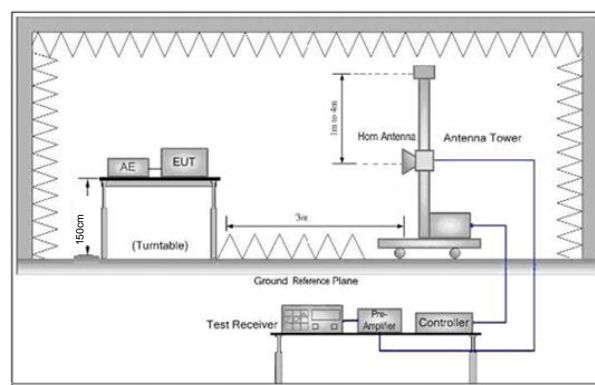 1m to 4m
Horn Antenna
Antenna Tower
AE
EUT
150cm
(Turntable)
3m
Ground Reference Plane
Test Receiver
Pre-
Amplifier
Controller